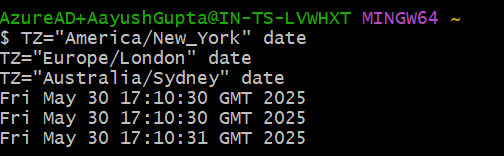 AzureAD+AayushGupta@IN-TS-LVWHXT MINGW64 ~
$ TZ="America/New_York" date
TZ="Europe/London" date
TZ="Australia/Sydney" date
Fri May 30 17:10:30 GMT 2025
Fri May 30 17:10:30 GMT 2025
Fri May 30 17:10:31 GMT 2025